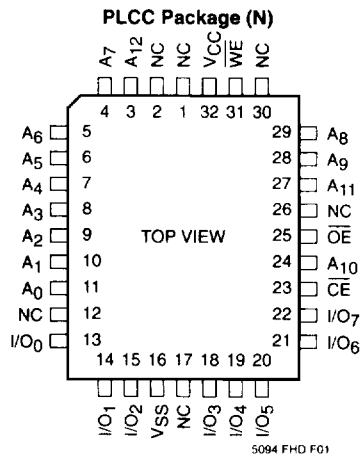 PLCC Package (N)
A7 A12 NC NC VCC W̅E̅ NC
4 3 2 1 32 31 30
A6 5 29 A8
A5 6 28 A9
A4 7 27 A11
A3 8 26 NC
A2 9 TOP VIEW 25 O̅E̅
A1 10 24 A10
A0 11 23 C̅E̅
NC 12 22 I/O7
I/O0 13 21 I/O6
14 15 16 17 18 19 20
I/O1 I/O2 VSS NC I/O3 I/O4 I/O5
5094 FHD F01